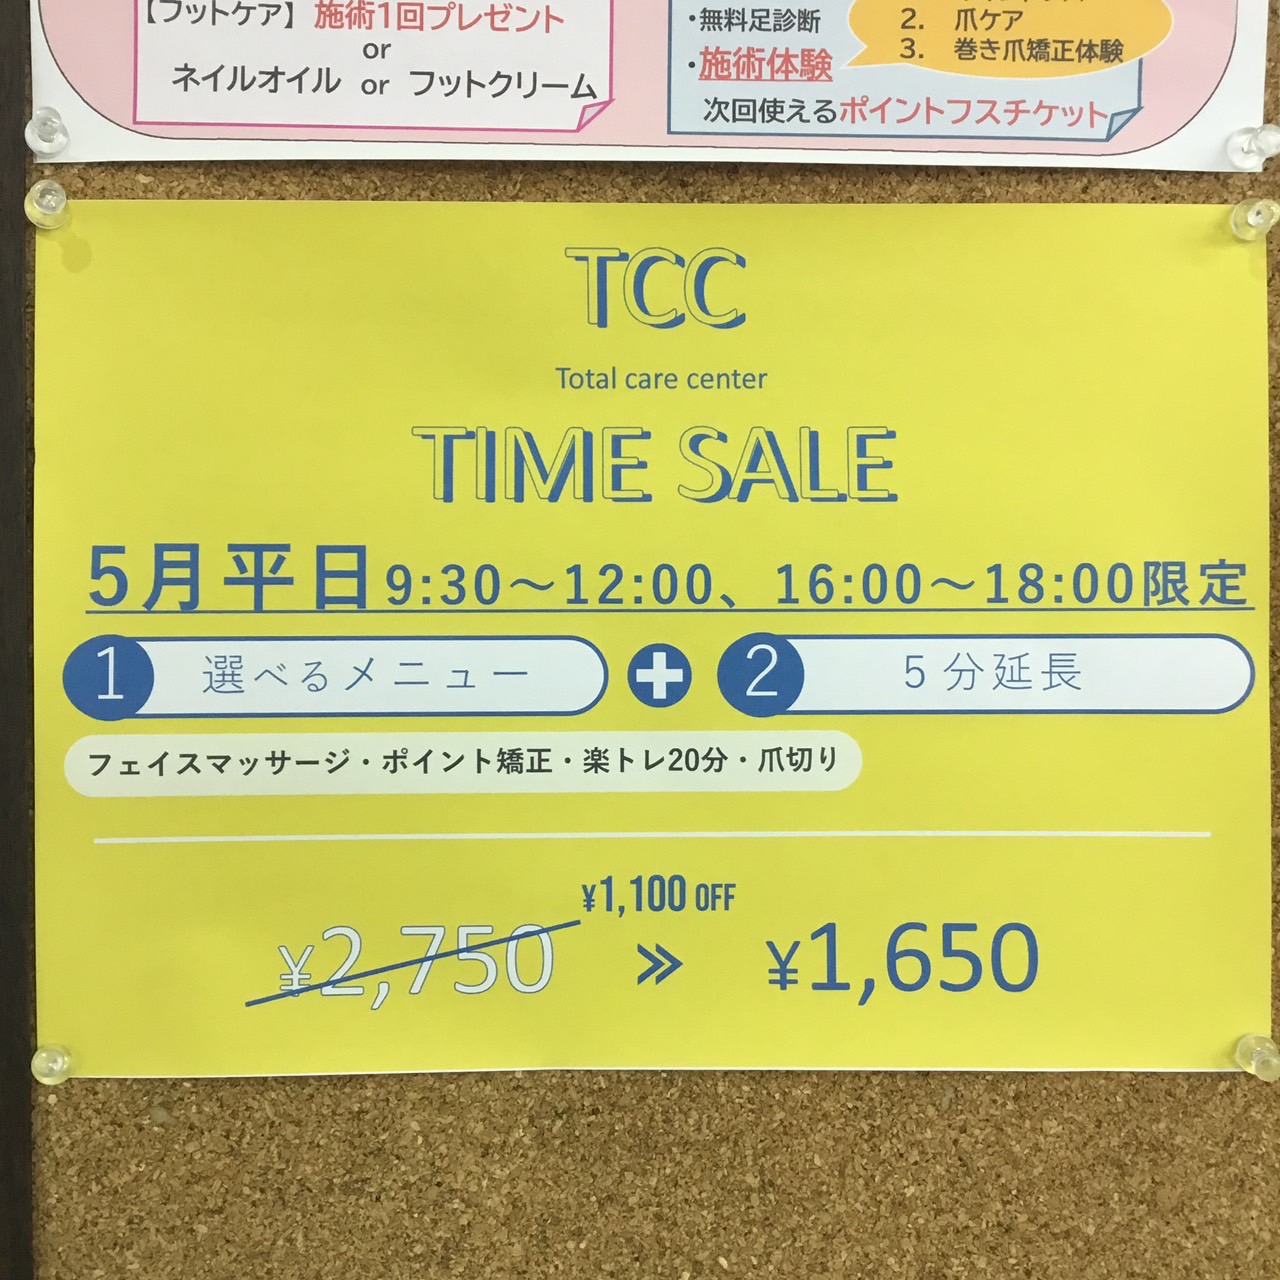 【フットケア】施術1回プレゼント
or
ネイルオイル or フットクリーム
・無料足診断
・施術体験
2. 爪ケア
3. 巻き爪矯正体験
次回使えるポイントフスチケット
TCC
Total care center
TIME SALE
5月平日9:30～12:00、16:00～18:00限定
1 選べるメニュー + 2 5分延長
フェイスマッサージ・ポイント矯正・楽トレ20分・爪切り
¥1,100 OFF
¥2,750 » ¥1,650